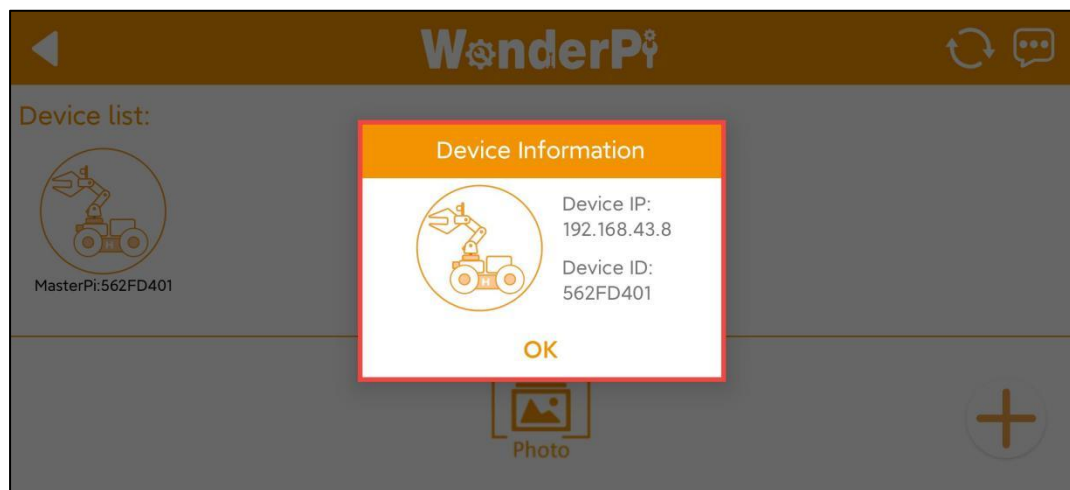 WonderPi
Device list:
MasterPi:562FD401
Device Information
Device IP:
192.168.43.8
Device ID:
562FD401
H
OK
Photo